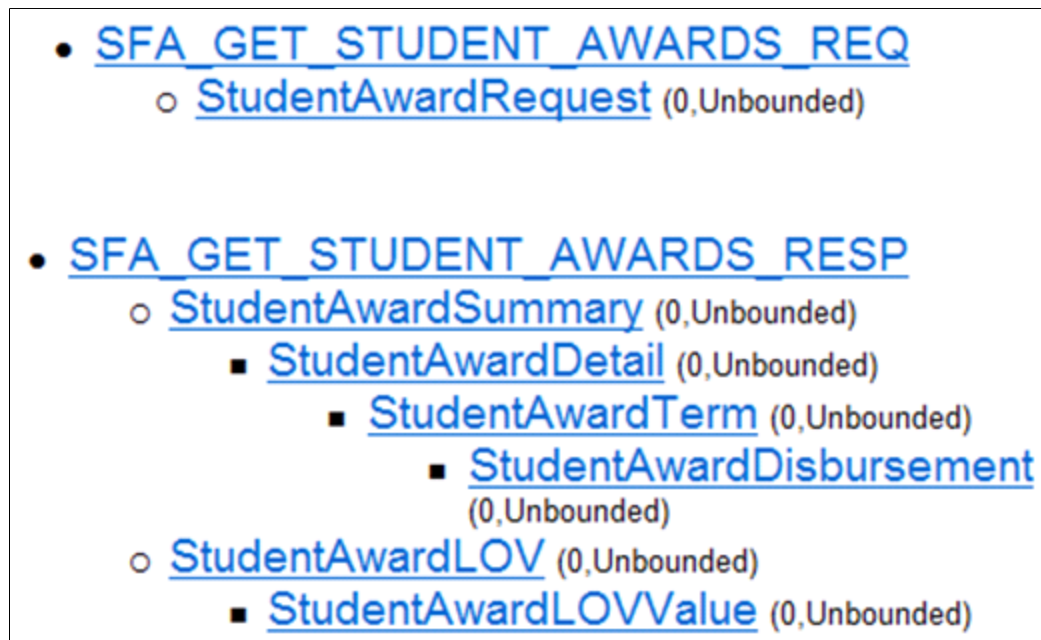 SFA_GET_STUDENT_AWARDS_REQ
StudentAwardRequest (0,Unbounded)
SFA_GET_STUDENT_AWARDS_RESP
StudentAwardSummary (0,Unbounded)
StudentAwardDetail (0,Unbounded)
StudentAwardTerm (0,Unbounded)
StudentAwardDisbursement
(0,Unbounded)
StudentAwardLOV (0,Unbounded)
StudentAwardLOVValue (0,Unbounded)